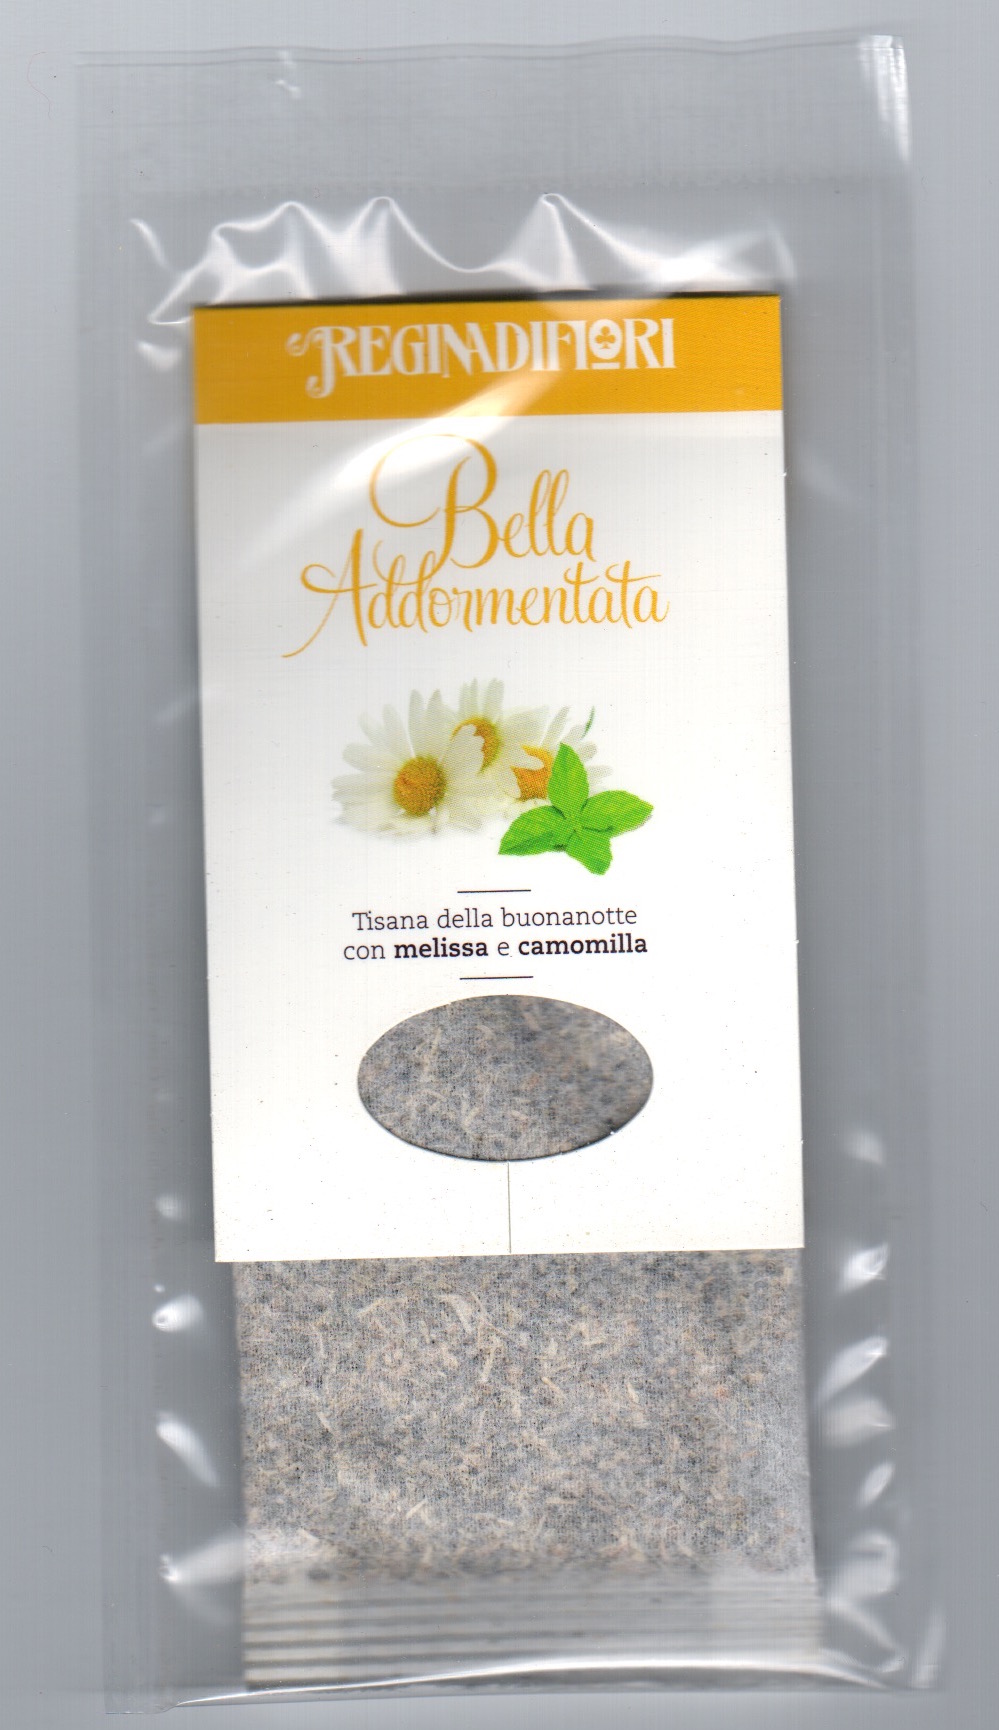 REGINADIFIORI
Bella
Addormentata
Tisana della buonanotte
con melissa e camomilla